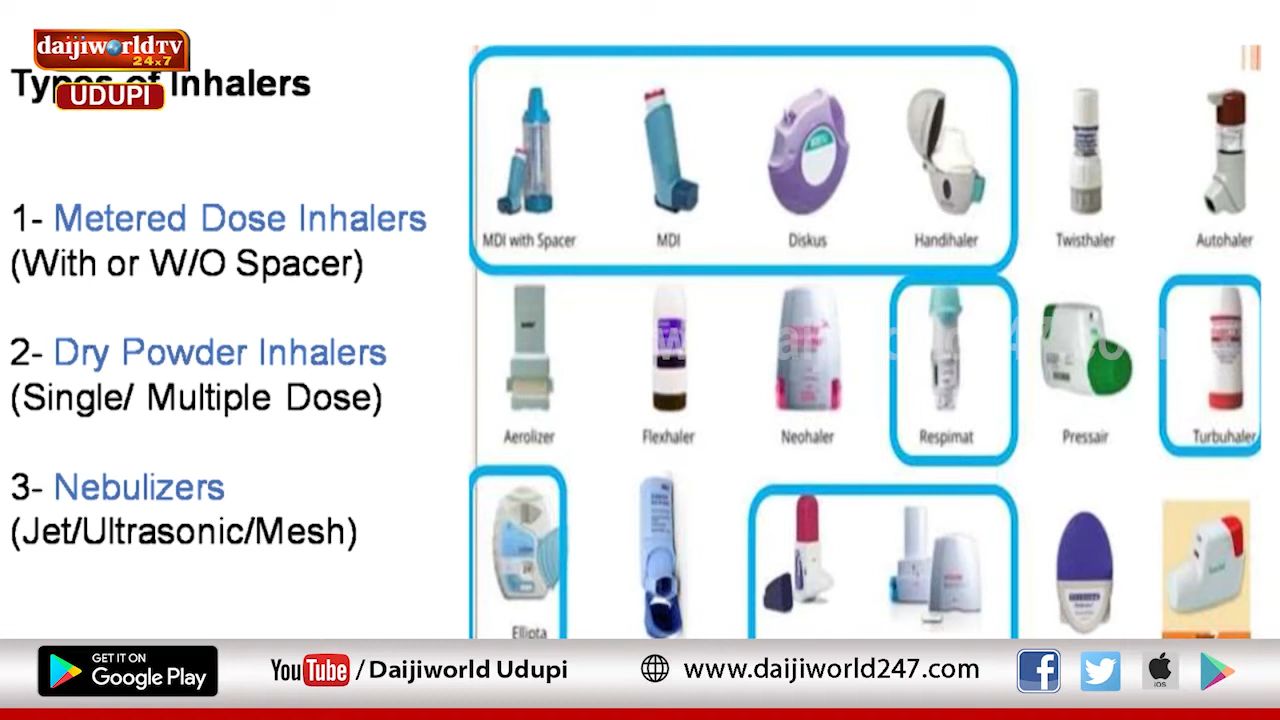 daijiworldTV
24x7
UDUPI
Types of Inhalers
1- Metered Dose Inhalers
(With or W/O Spacer)
2- Dry Powder Inhalers
(Single/ Multiple Dose)
3- Nebulizers
(Jet/Ultrasonic/Mesh)
MDI with Spacer
MDI
Diskus
Handihaler
Twisthaler
Autohaler
Aerolizer
Flexhaler
Neohaler
Respimat
Pressair
Turbuhaler
Ellipta
GET IT ON
Google Play
YouTube / Daijiworld Udupi
www.daijiworld247.com
iOS